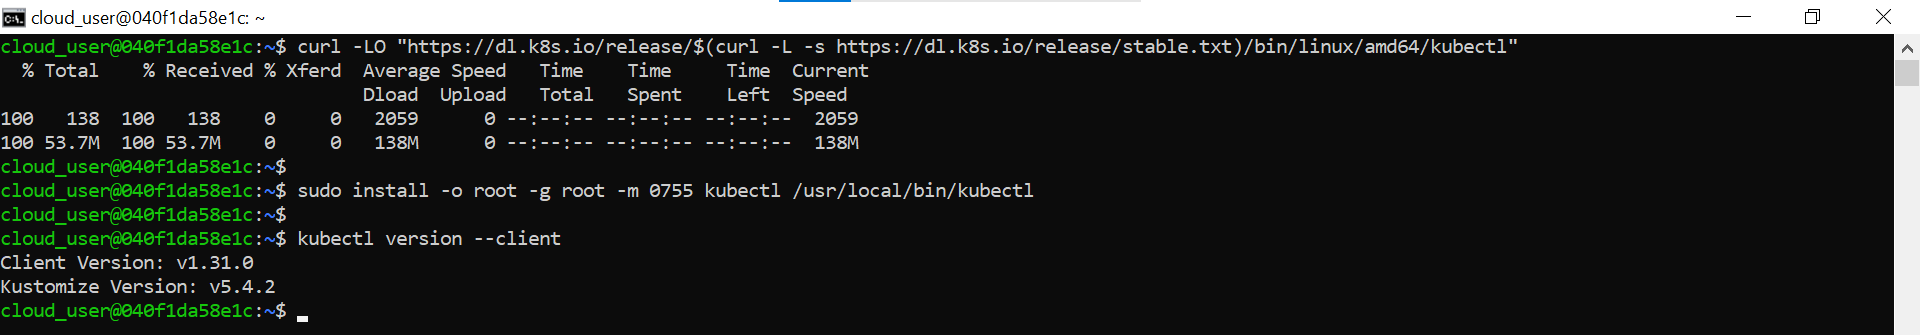 cloud_user@040f1da58e1c: ~
cloud_user@040f1da58e1c:~$ curl -LO "https://dl.k8s.io/release/$(curl -L -s https://dl.k8s.io/release/stable.txt)/bin/linux/amd64/kubectl"
  % Total    % Received % Xferd  Average Speed   Time    Time     Time  Current
                                 Dload  Upload   Total   Spent    Left  Speed
100   138  100   138    0     0   2059      0 --:--:-- --:--:-- --:--:--  2059
100 53.7M  100 53.7M    0     0   138M      0 --:--:-- --:--:-- --:--:--  138M
cloud_user@040f1da58e1c:~$
cloud_user@040f1da58e1c:~$ sudo install -o root -g root -m 0755 kubectl /usr/local/bin/kubectl
cloud_user@040f1da58e1c:~$
cloud_user@040f1da58e1c:~$ kubectl version --client
Client Version: v1.31.0
Kustomize Version: v5.4.2
cloud_user@040f1da58e1c:~$